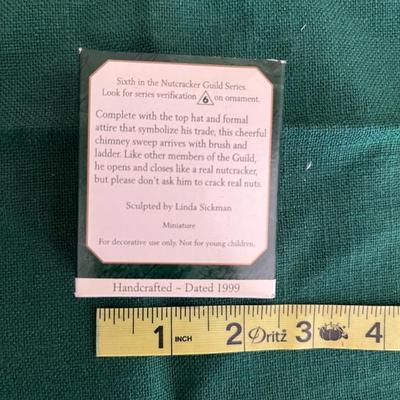 Sixth in the Nutcracker Guild Series.
Look for series verification 6 on ornament.
Complete with the top hat and formal
attire that symbolize his trade, this cheerful
chimney sweep arrives with brush and
ladder. Like other members of the Guild,
he opens and closes like a real nutcracker,
but please don't ask him to crack real nuts.
Sculpted by Linda Sickman
Miniature
For decorative use only. Not for young children.
Handcrafted ~ Dated 1999
1 INCH 2 Dritz 3 4